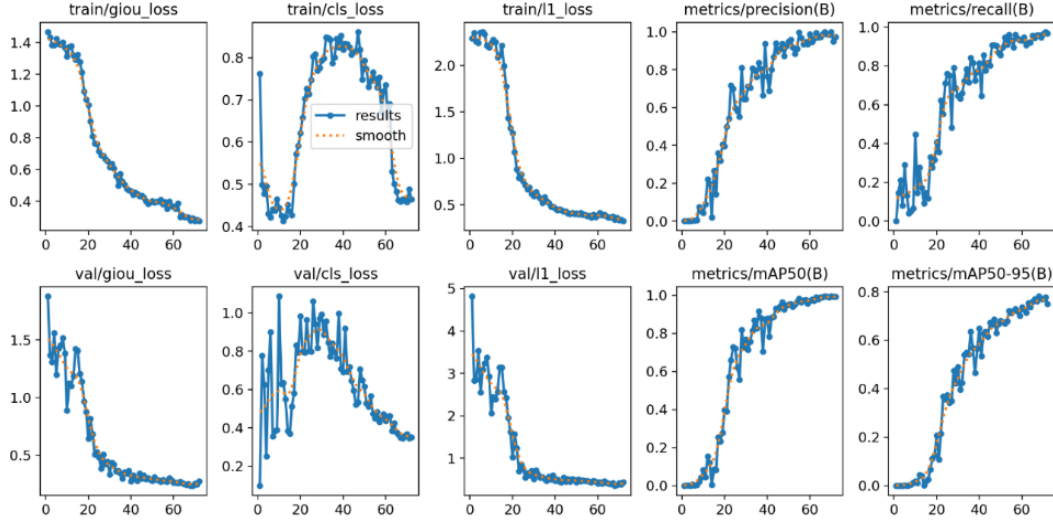 train/giou_loss
train/cls_loss
train/l1_loss
metrics/precision(B)
metrics/recall(B)
1.4
1.2
1.0
0.8
0.6
0.4
0 20 40 60
0.8
0.7
0.6
0.5
0.4
0 20 40 60
results
smooth
2.0
1.5
1.0
0.5
0 20 40 60
1.0
0.8
0.6
0.4
0.2
0.0
0 20 40 60
1.0
0.8
0.6
0.4
0.2
0.0
0 20 40 60
val/giou_loss
val/cls_loss
val/l1_loss
metrics/mAP50(B)
metrics/mAP50-95(B)
1.5
1.0
0.5
0 20 40 60
1.0
0.8
0.6
0.4
0.2
0 20 40 60
5
4
3
2
1
0 20 40 60
1.0
0.8
0.6
0.4
0.2
0.0
0 20 40 60
0.8
0.6
0.4
0.2
0.0
0 20 40 60